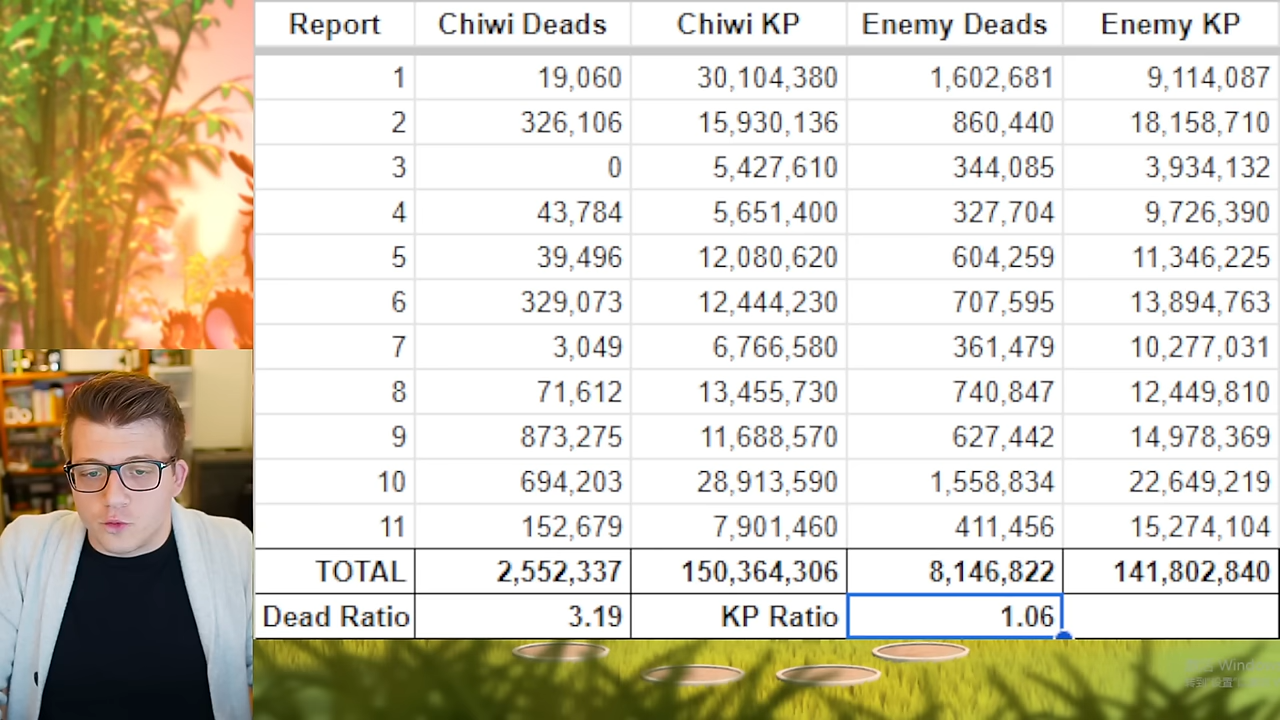 Report Chiwi Deads Chiwi KP Enemy Deads Enemy KP
1 19,060 30,104,380 1,602,681 9,114,087
2 326,106 15,930,136 860,440 18,158,710
3 0 5,427,610 344,085 3,934,132
4 43,784 5,651,400 327,704 9,726,390
5 39,496 12,080,620 604,259 11,346,225
6 329,073 12,444,230 707,595 13,894,763
7 3,049 6,766,580 361,479 10,277,031
8 71,612 13,455,730 740,847 12,449,810
9 873,275 11,688,570 627,442 14,978,369
10 694,203 28,913,590 1,558,834 22,649,219
11 152,679 7,901,460 411,456 15,274,104
TOTAL 2,552,337 150,364,306 8,146,822 141,802,840
Dead Ratio 3.19 KP Ratio 1.06